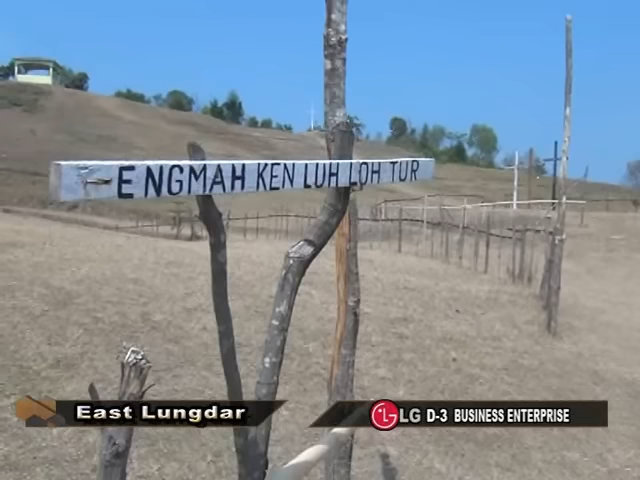 ENGMAH KEN LUH LOH TUR
East Lungdar
LG D-3 BUSINESS ENTERPRISE